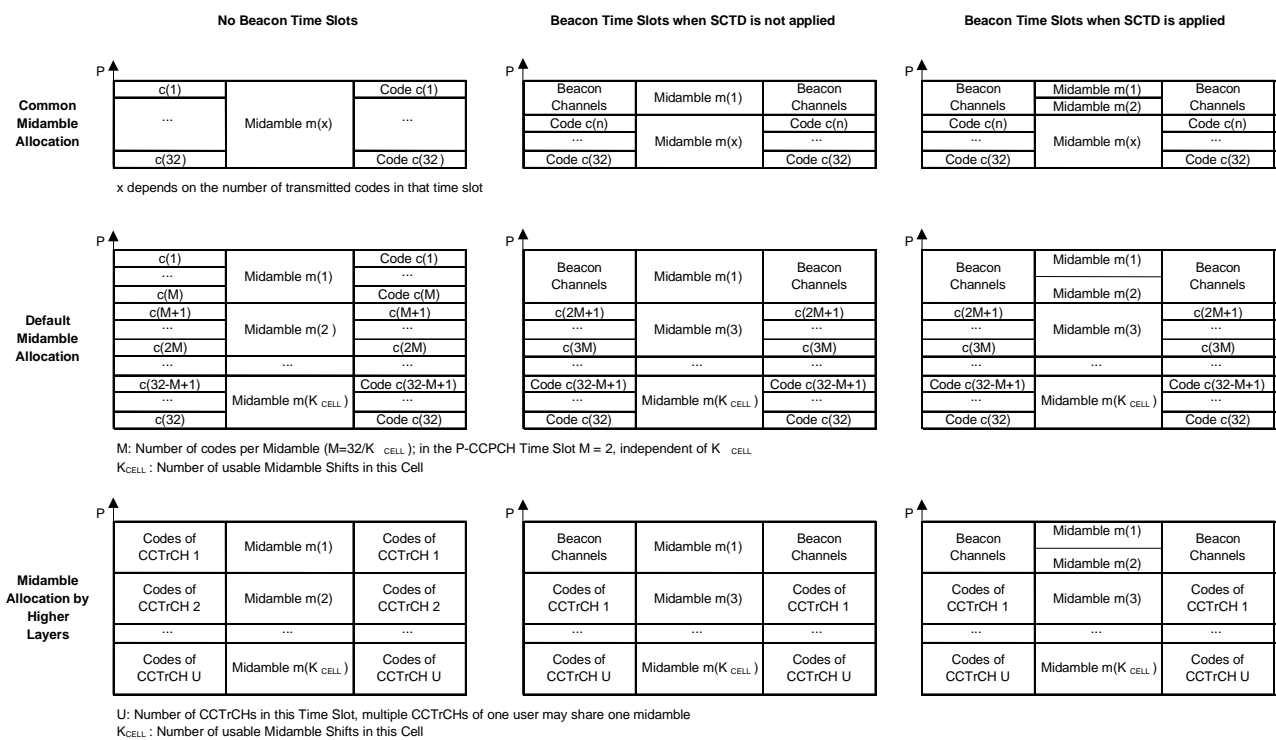 No Beacon Time Slots
Beacon Time Slots when SCTD is not applied
Beacon Time Slots when SCTD is applied
Common
Midamble
Allocation
P
c(1)
...
c(32)
Midamble m(x)
Code c(1)
...
Code c(32)
P
Beacon
Channels
Code c(n)
...
Code c(32)
Midamble m(1)
Midamble m(x)
Beacon
Channels
Code c(n)
...
Code c(32)
P
Beacon
Channels
Code c(n)
...
Code c(32)
Midamble m(1)
Midamble m(2)
Midamble m(x)
Beacon
Channels
Code c(n)
...
Code c(32)
x depends on the number of transmitted codes in that time slot
Default
Midamble
Allocation
P
c(1)
...
c(M)
c(M+1)
...
c(2M)
...
c(32-M+1)
...
c(32)
Midamble m(1)
Midamble m(2 )
...
Midamble m(K CELL )
Code c(1)
...
Code c(M)
c(M+1)
...
c(2M)
...
Code c(32-M+1)
...
Code c(32)
P
Beacon
Channels
c(2M+1)
...
c(3M)
...
Code c(32-M+1)
...
Code c(32)
Midamble m(1)
Midamble m(3)
...
Midamble m(K CELL )
Beacon
Channels
c(2M+1)
...
c(3M)
...
Code c(32-M+1)
...
Code c(32)
P
Beacon
Channels
c(2M+1)
...
c(3M)
...
Code c(32-M+1)
...
Code c(32)
Midamble m(1)
Midamble m(2)
Midamble m(3)
...
Midamble m(K CELL )
Beacon
Channels
c(2M+1)
...
c(3M)
...
Code c(32-M+1)
...
Code c(32)
M: Number of codes per Midamble (M=32/K CELL ); in the P-CCPCH Time Slot M = 2, independent of K CELL
KCELL : Number of usable Midamble Shifts in this Cell
Midamble
Allocation by
Higher
Layers
P
Codes of
CCTrCH 1
Codes of
CCTrCH 2
...
Codes of
CCTrCH U
Midamble m(1)
Midamble m(2)
...
Midamble m(K CELL )
Codes of
CCTrCH 1
Codes of
CCTrCH 2
...
Codes of
CCTrCH U
P
Beacon
Channels
Codes of
CCTrCH 1
...
Codes of
CCTrCH U
Midamble m(1)
Midamble m(3)
...
Midamble m(K CELL )
Beacon
Channels
Codes of
CCTrCH 1
...
Codes of
CCTrCH U
P
Beacon
Channels
Codes of
CCTrCH 1
...
Codes of
CCTrCH U
Midamble m(1)
Midamble m(2)
Midamble m(3)
...
Midamble m(K CELL )
Beacon
Channels
Codes of
CCTrCH 1
...
Codes of
CCTrCH U
U: Number of CCTrCHs in this Time Slot, multiple CCTrCHs of one user may share one midamble
KCELL : Number of usable Midamble Shifts in this Cell